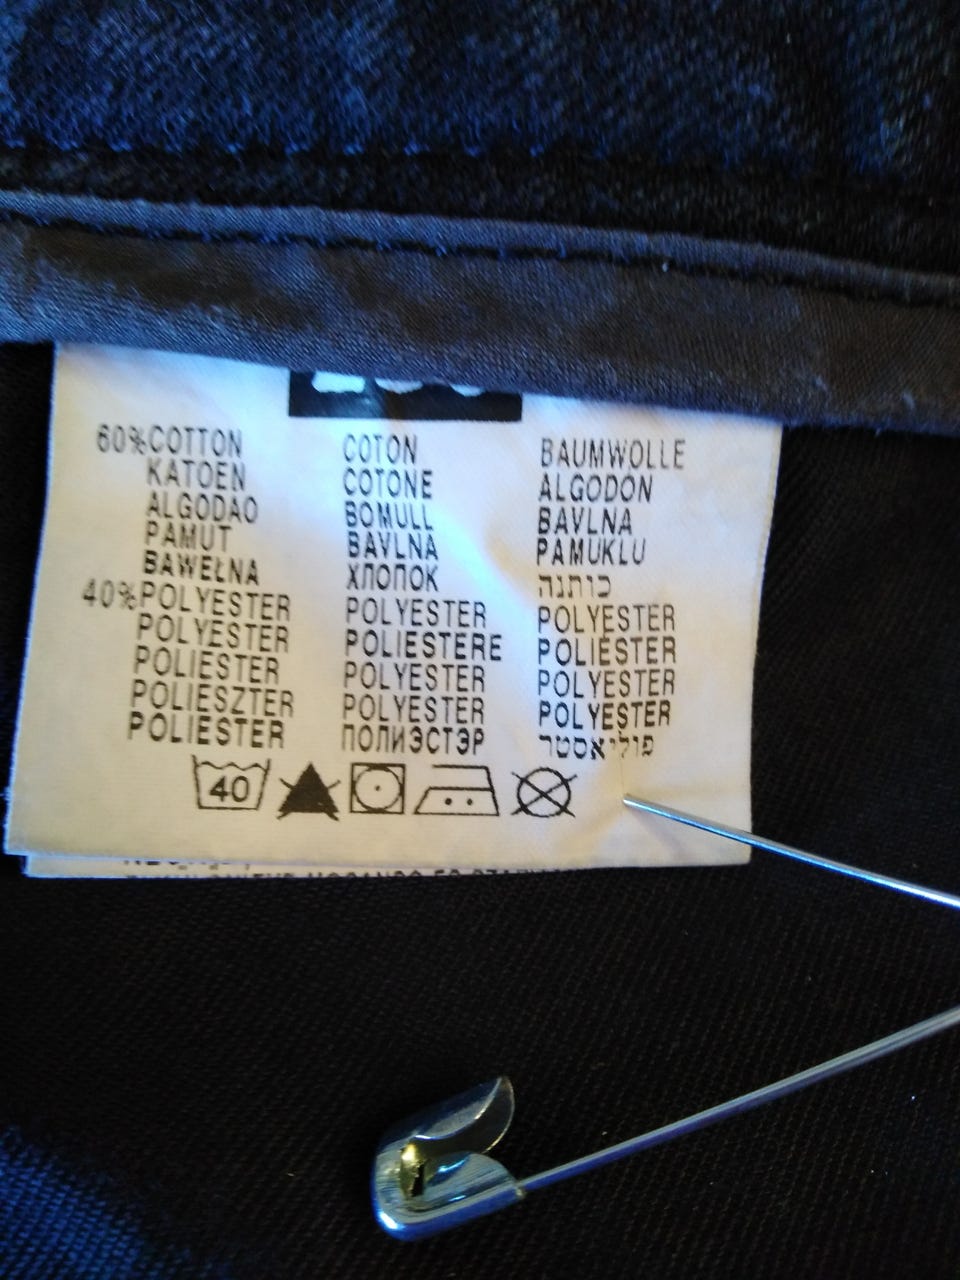 60%COTTON COTON BAUMWOLLE
KATOEN COTONE ALGODON
ALGODAO BOMULL BAVLNA
PAMUT BAVLNA PAMUKLU
BAWEŁNA ХЛОПОК כותנה
40%POLYESTER POLYESTER POLYESTER
POLYESTER POLIESTERE POLIÉSTER
POLIESTER POLYESTER POLYESTER
POLIESZTER POLYESTER POLYESTER
POLIESTER ПОЛИЭСТЭР פוליאסטר
40